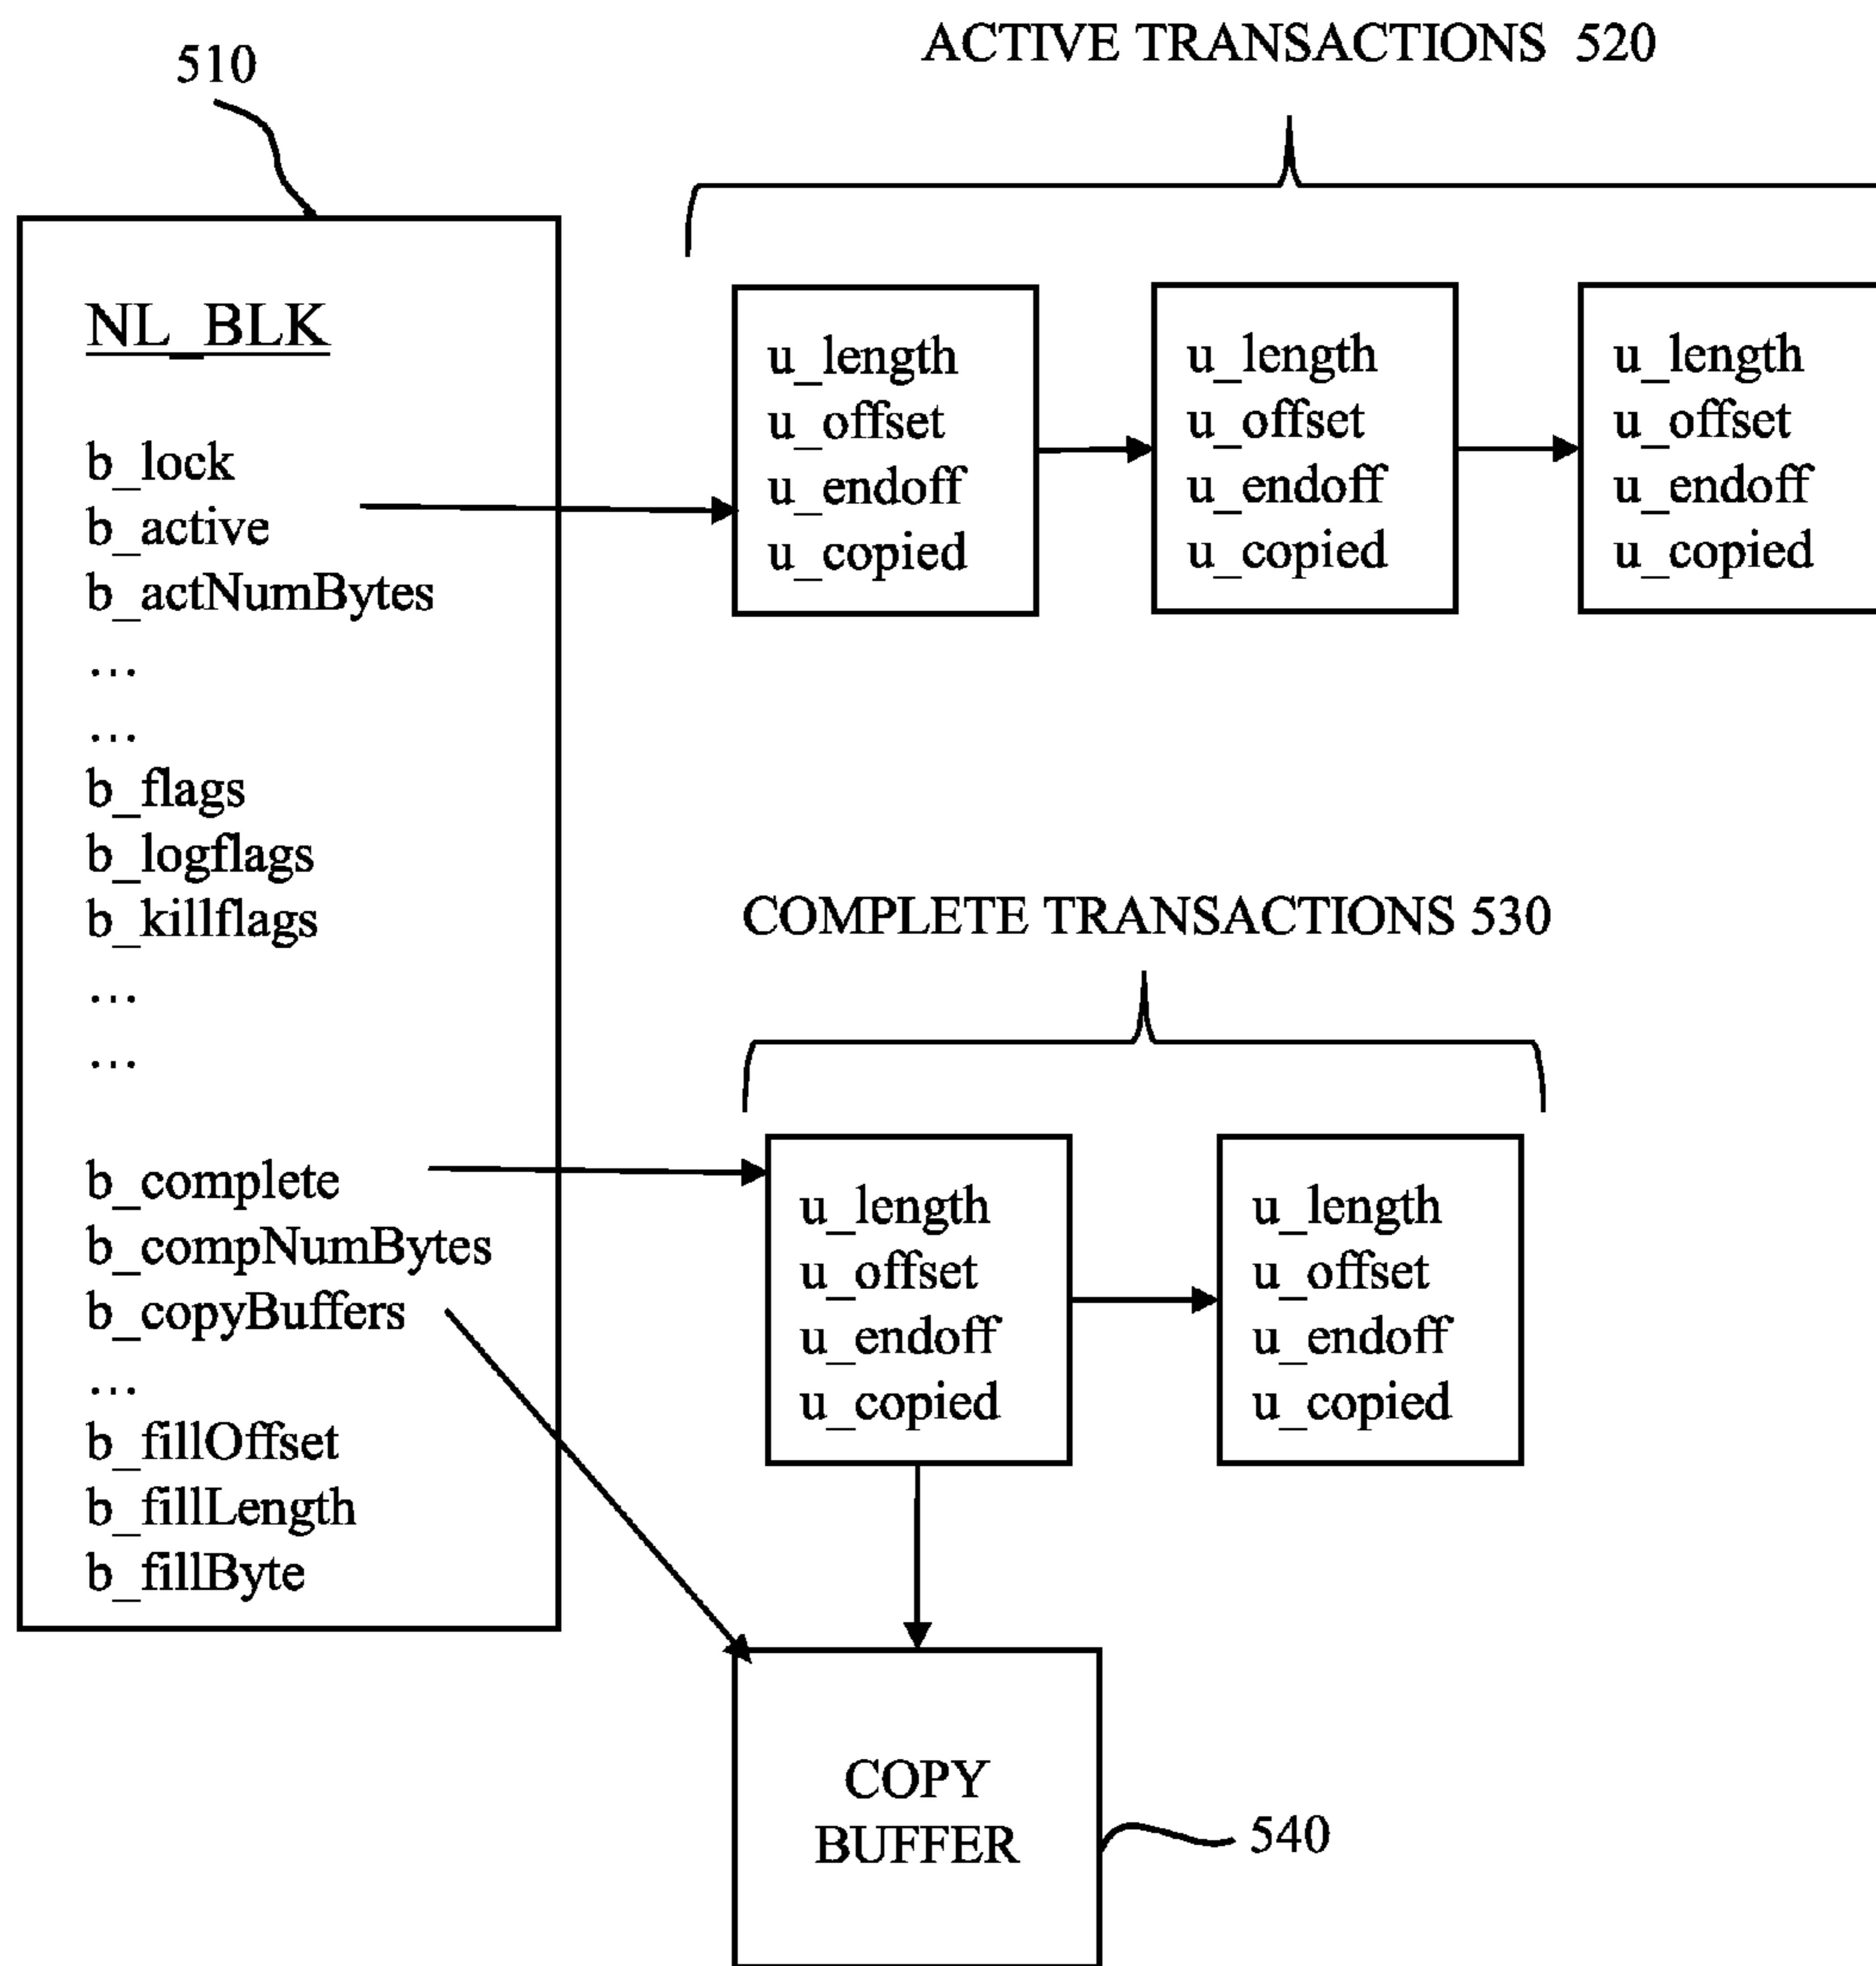 510
NL_BLK
b_lock
b_active
b_actNumBytes
...
...
b_flags
b_logflags
b_killflags
...
...
b_complete
b_compNumBytes
b_copyBuffers
...
b_fillOffset
b_fillLength
b_fillByte
ACTIVE TRANSACTIONS 520
u_length
u_offset
u_endoff
u_copied
u_length
u_offset
u_endoff
u_copied
u_length
u_offset
u_endoff
u_copied
COMPLETE TRANSACTIONS 530
u_length
u_offset
u_endoff
u_copied
u_length
u_offset
u_endoff
u_copied
COPY
BUFFER
540